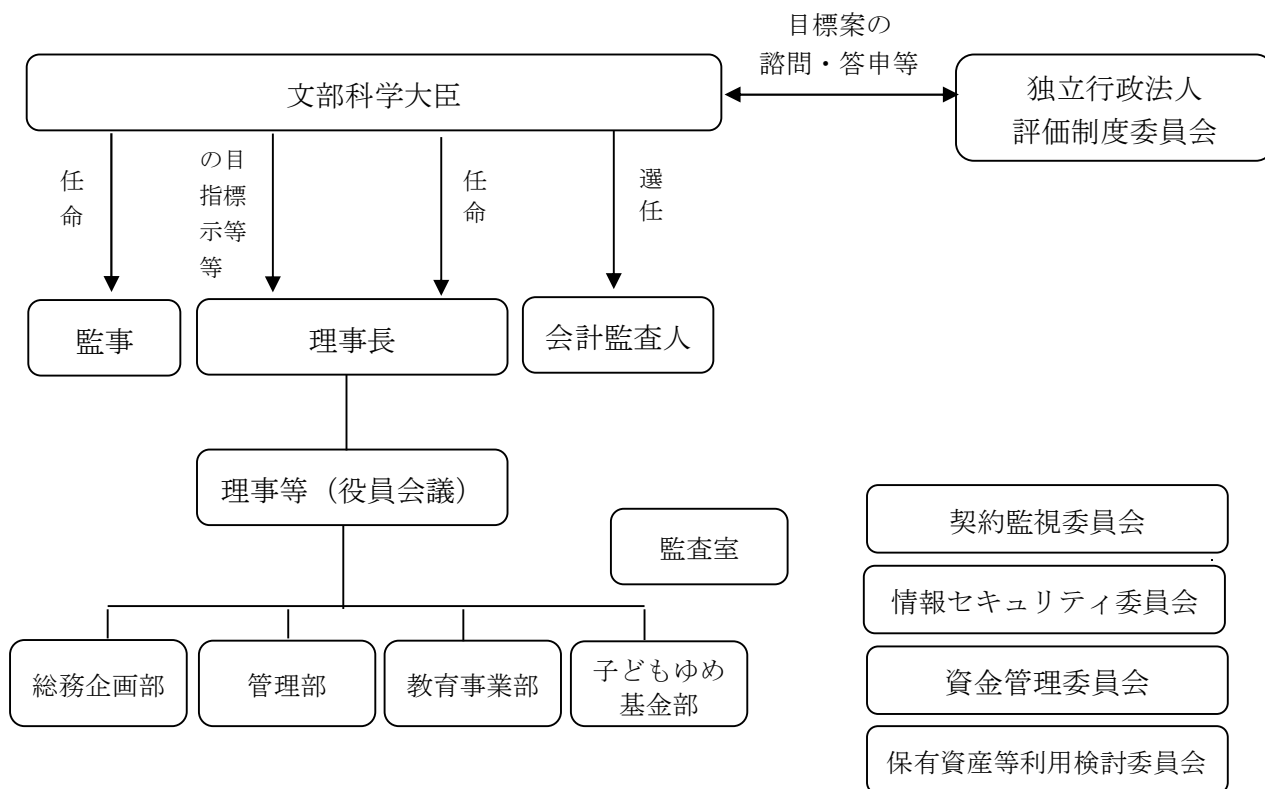 目標案の
諮問・答申等
文部科学大臣
独立行政法人
評価制度委員会
任命
の目
指標
示等
等
任命
選任
監事
理事長
会計監査人
理事等（役員会議）
監査室
契約監視委員会
情報セキュリティ委員会
資金管理委員会
保有資産等利用検討委員会
総務企画部
管理部
教育事業部
子どもゆめ
基金部